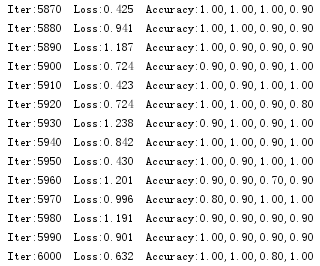 Iter:5870 Loss:0.425 Accuracy:1.00,1.00,1.00,0.90
Iter:5880 Loss:0.941 Accuracy:1.00,1.00,0.90,0.90
Iter:5890 Loss:1.187 Accuracy:1.00,0.90,0.90,0.90
Iter:5900 Loss:0.724 Accuracy:1.00,0.90,0.90,1.00
Iter:5910 Loss:0.423 Accuracy:1.00,0.90,1.00,1.00
Iter:5920 Loss:0.724 Accuracy:1.00,1.00,0.90,0.80
Iter:5930 Loss:1.238 Accuracy:0.90,1.00,0.90,1.00
Iter:5940 Loss:0.842 Accuracy:1.00,1.00,0.90,1.00
Iter:5950 Loss:0.430 Accuracy:1.00,0.90,1.00,1.00
Iter:5960 Loss:1.201 Accuracy:0.90,0.90,0.70,0.90
Iter:5970 Loss:0.996 Accuracy:0.80,0.90,1.00,1.00
Iter:5980 Loss:1.191 Accuracy:0.90,0.90,0.90,0.90
Iter:5990 Loss:0.901 Accuracy:1.00,0.90,0.90,0.90
Iter:6000 Loss:0.632 Accuracy:1.00,1.00,0.80,1.00